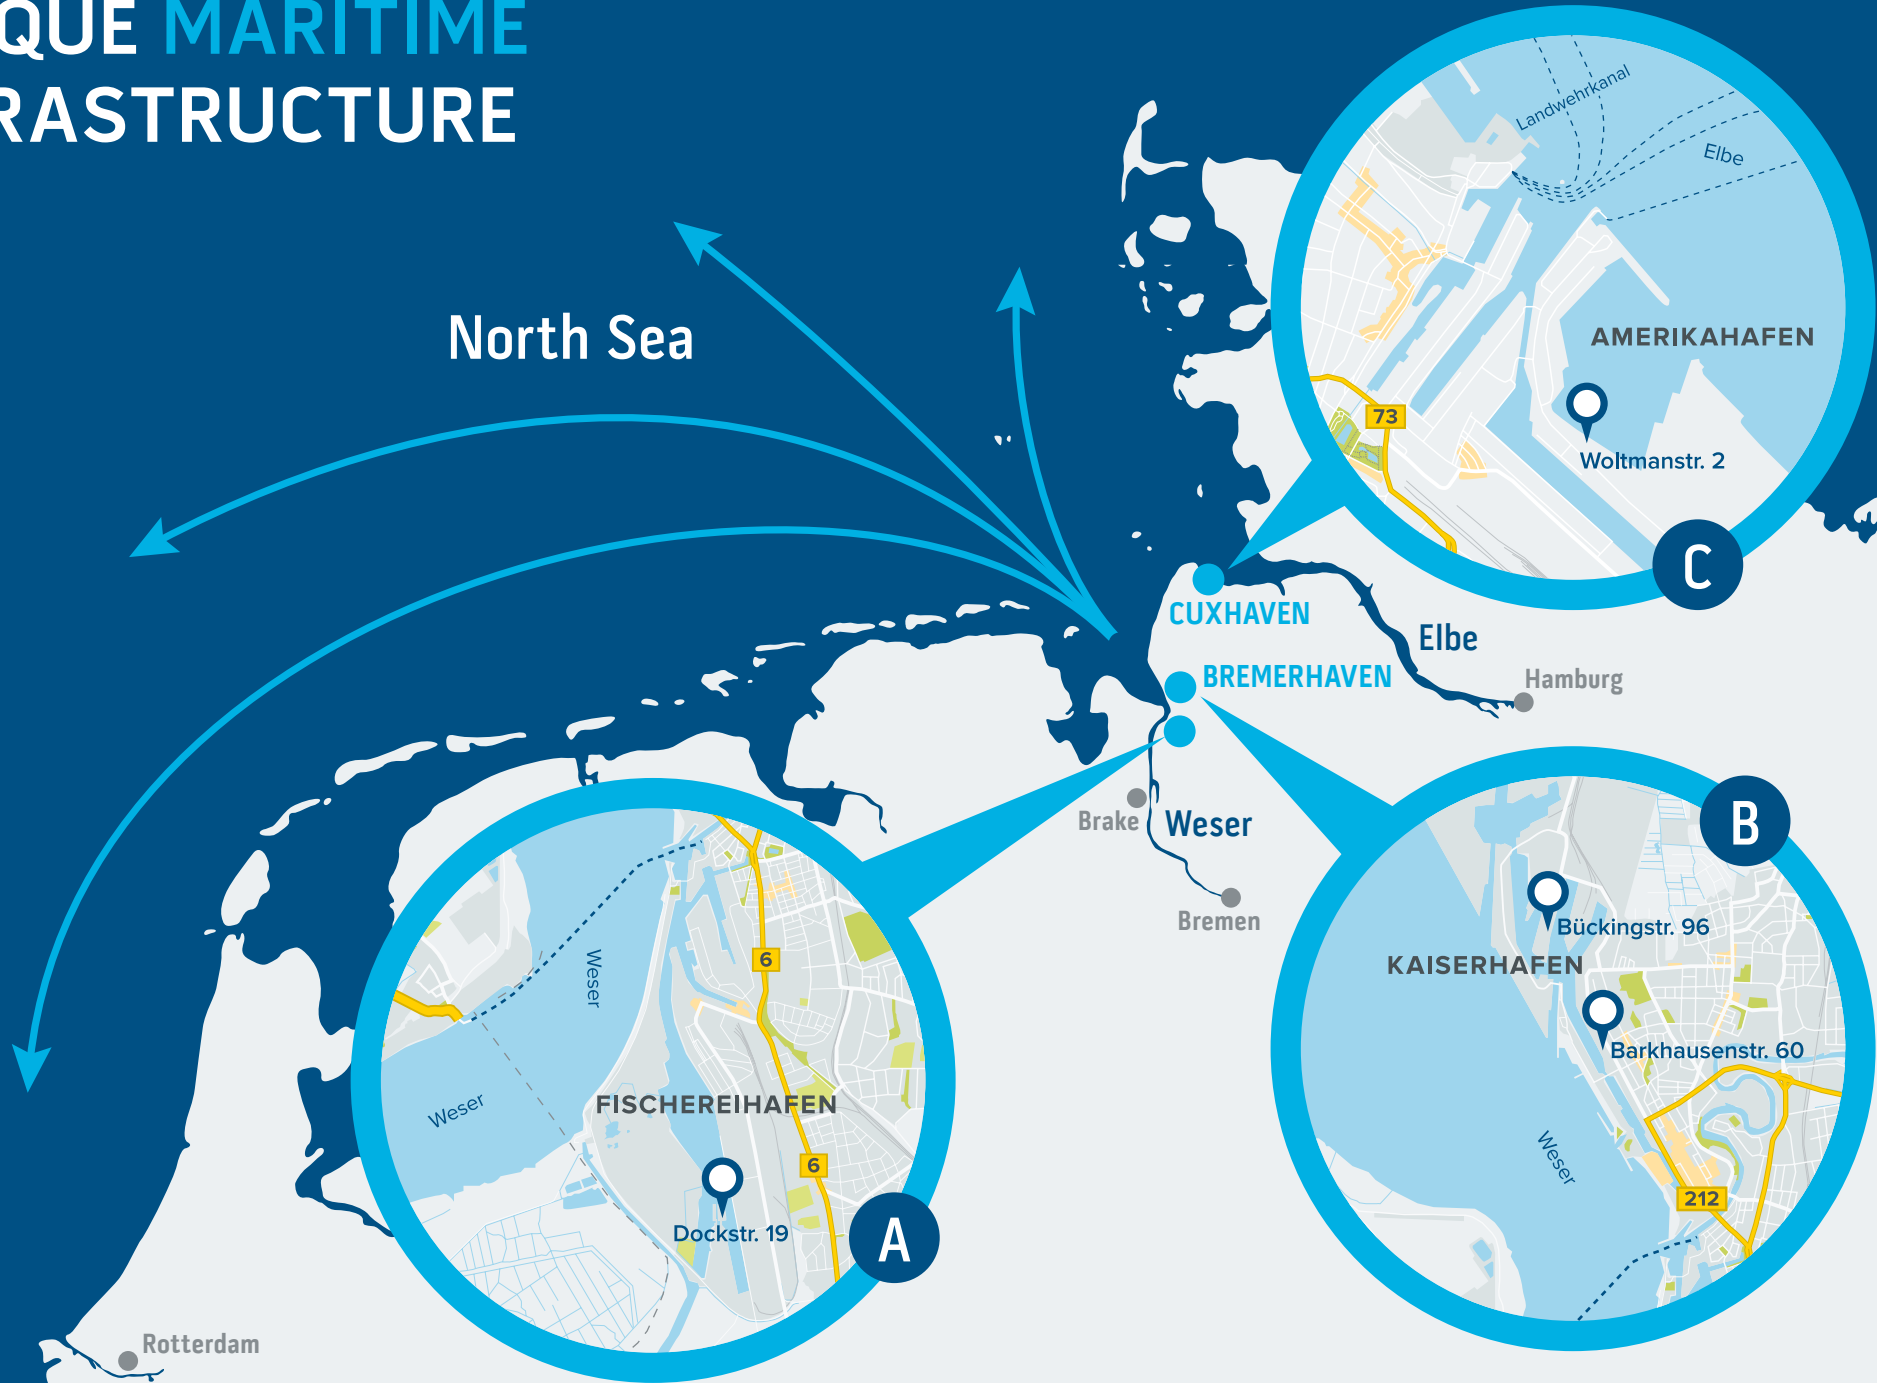 QUE MARITIME
RASTRUCTURE
North Sea
Landwehrkanal
Elbe
AMERIKAHAFEN
73
Woltmanstr. 2
C
CUXHAVEN
Elbe
BREMERHAVEN
Hamburg
Brake
Weser
Bremen
B
Bückingstr. 96
KAISERHAFEN
Barkhausenstr. 60
Weser
212
6
Weser
Weser
FISCHEREIHAFEN
6
Dockstr. 19
A
Rotterdam